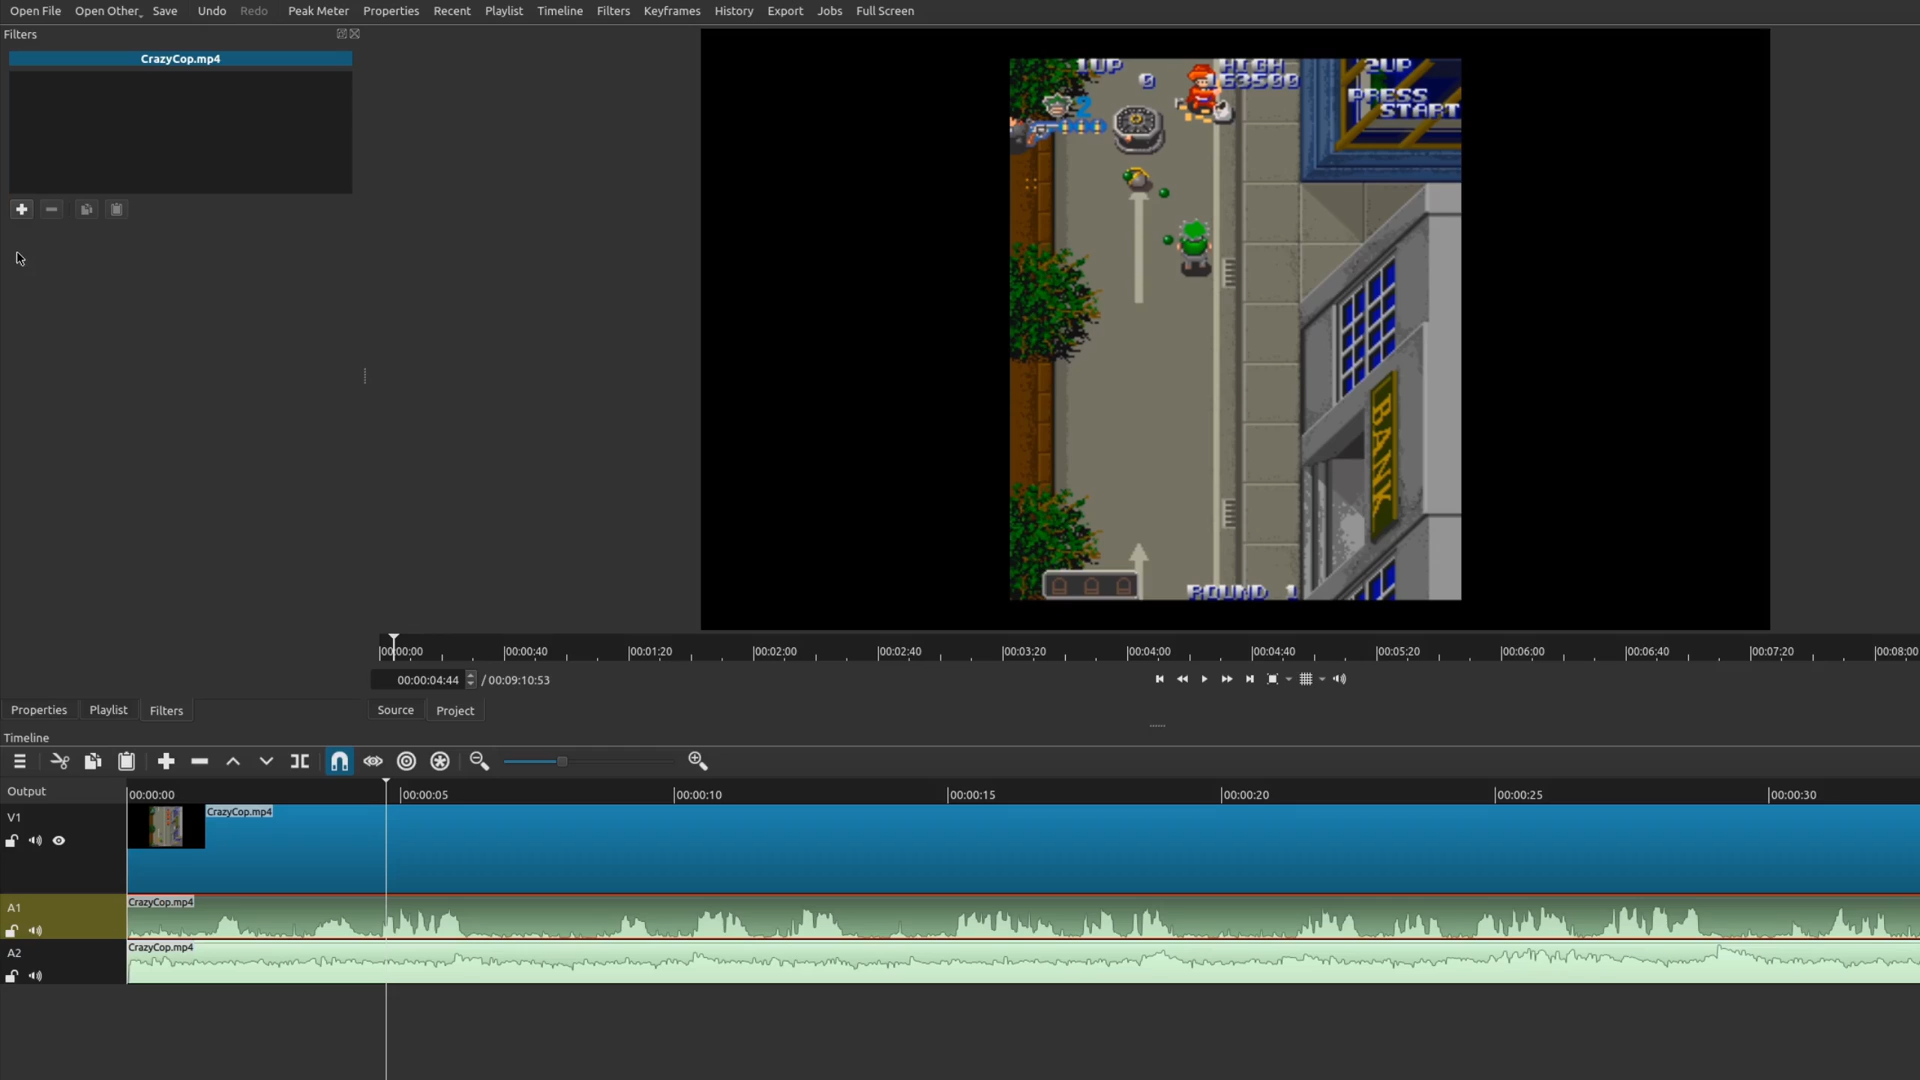 Open File Open Other. Save Undo Redo Peak Meter Properties Recent Playlist Timeline Filters Keyframes History Export Jobs Full Screen
Filters
CrazyCop.mp4
1UP HIGH 2UP
0 163500
2 PRESS
START
000
BANK
ROUND 1
00:00:00 00:00:40 00:01:20 00:02:00 00:02:40 00:03:20 00:04:00 00:04:40 00:05:20 00:06:00 00:06:40 00:07:20 00:08:00
00:00:04:44 / 00:09:10:53
Properties Playlist Filters Source Project
Timeline
Output 00:00:00 00:00:05 00:00:10 00:00:15 00:00:20 00:00:25 00:00:30
V1 CrazyCop.mp4
A1 CrazyCop.mp4
A2 CrazyCop.mp4